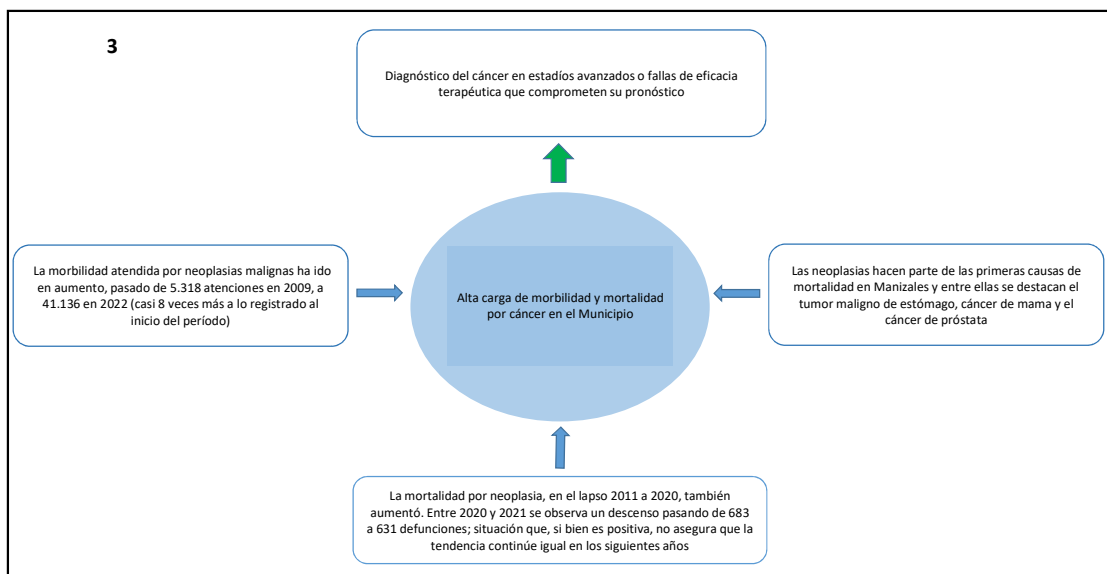 3
Diagnóstico del cáncer en estadíos avanzados o fallas de eficacia
terapéutica que comprometen su pronóstico
La morbilidad atendida por neoplasias malignas ha ido
en aumento, pasado de 5.318 atenciones en 2009, a
41.136 en 2022 (casi 8 veces más a lo registrado al
inicio del período)
Alta carga de morbilidad y mortalidad
por cáncer en el Municipio
Las neoplasias hacen parte de las primeras causas de
mortalidad en Manizales y entre ellas se destacan el
tumor maligno de estómago, cáncer de mama y el
cáncer de próstata
La mortalidad por neoplasia, en el lapso 2011 a 2020, también
aumentó. Entre 2020 y 2021 se observa un descenso pasando de 683
a 631 defunciones; situación que, si bien es positiva, no asegura que la
tendencia continúe igual en los siguientes años